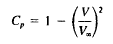 C_p = 1 − (V/V_∞)²